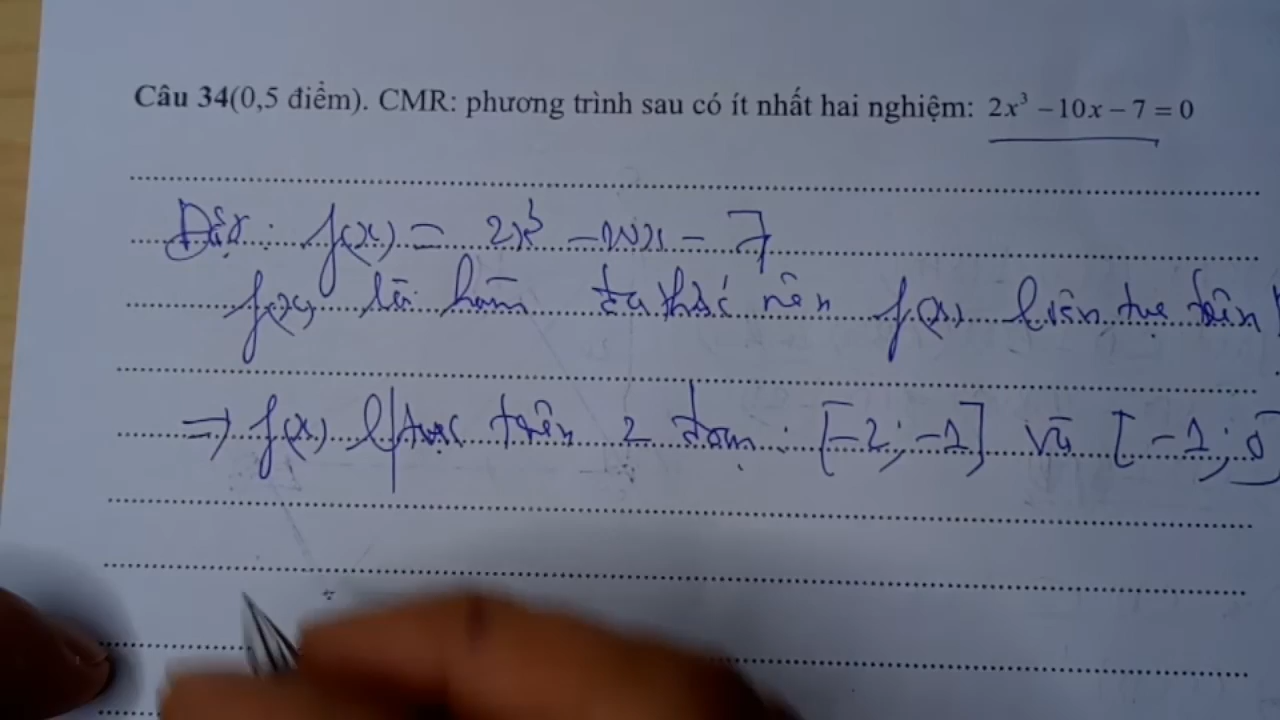 Câu 34(0,5 điểm). CMR: phương trình sau có ít nhất hai nghiệm: 2x³ – 10x – 7 = 0
Đặt : f(x) = 2x³ – 10x – 7
f(x) là hàm đa thức nên f(x) liên tục trên
⇒ f(x) l/tục trên 2 đoạn : [–2; –1] và [–1; 0]